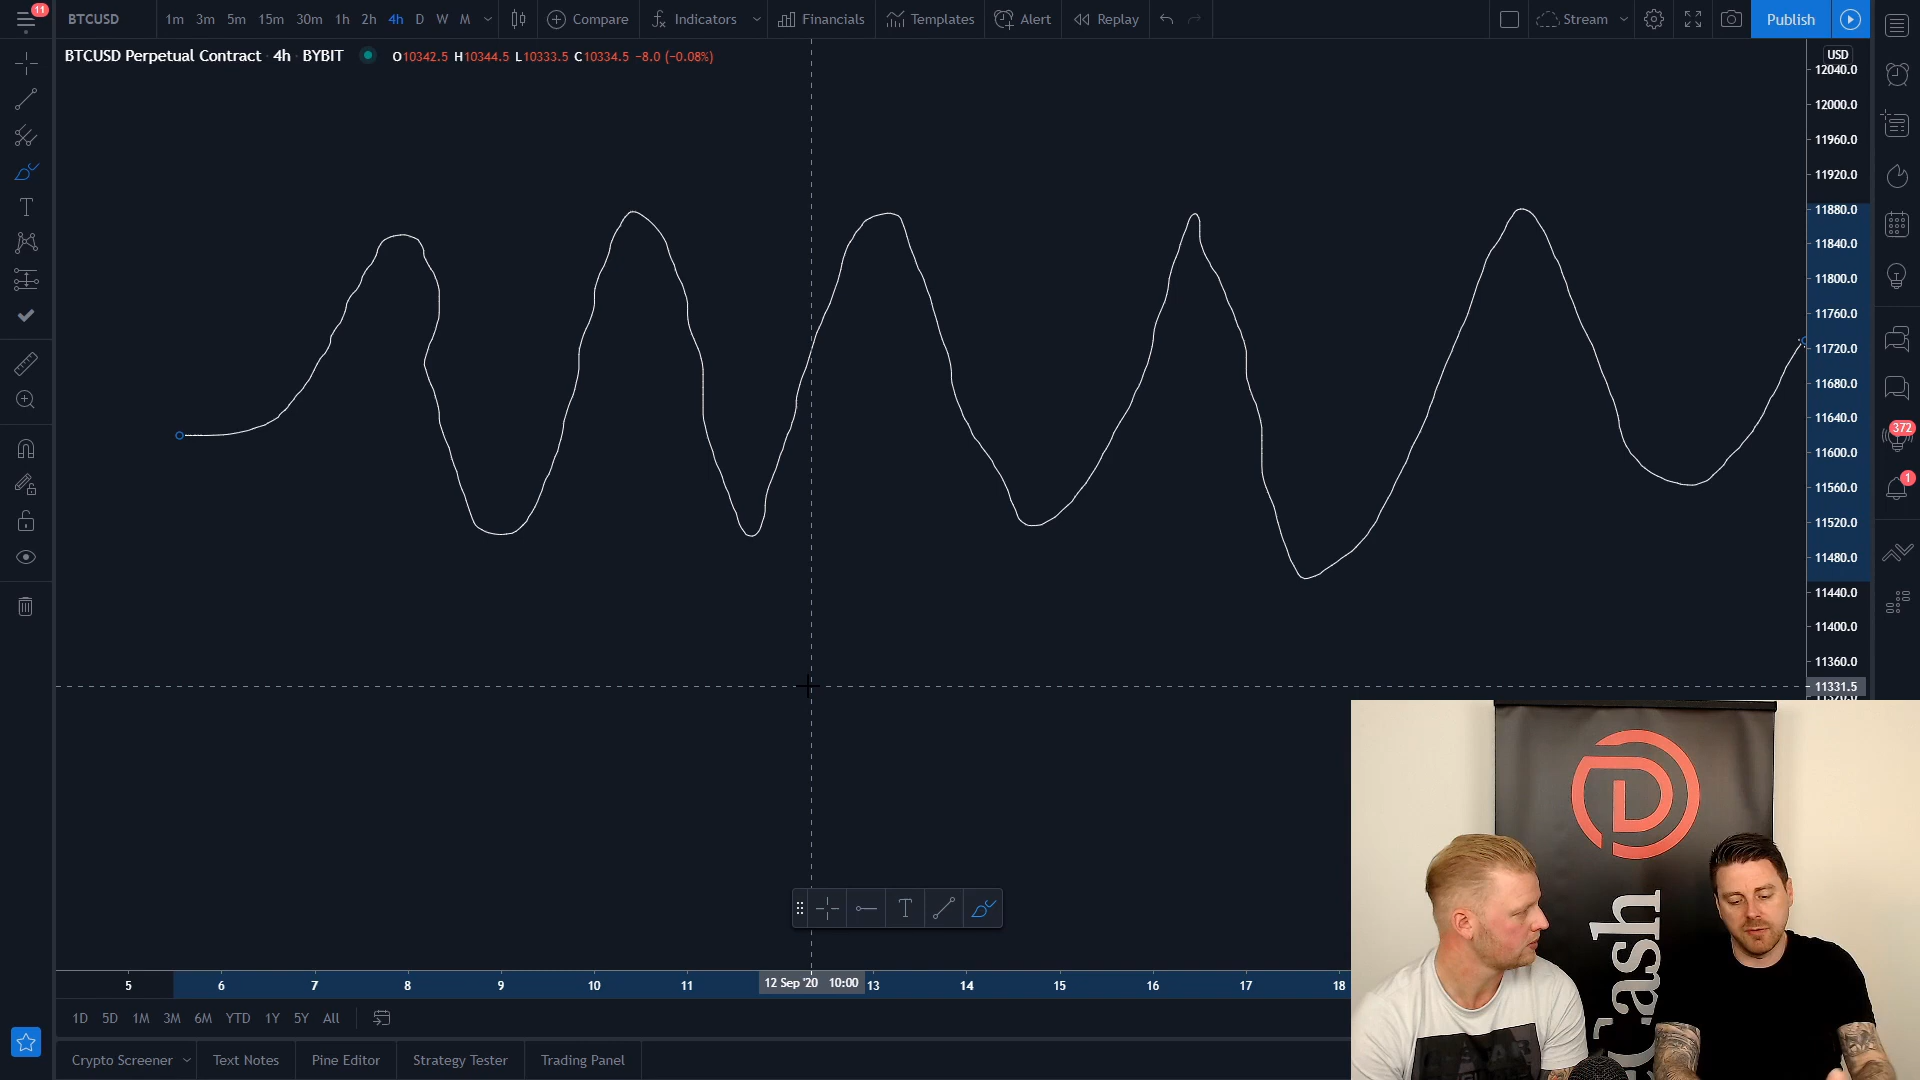 11
BTCUSD 1m 3m 5m 15m 30m 1h 2h 4h D W M Compare Indicators Financials Templates Alert Replay Stream Publish
BTCUSD Perpetual Contract · 4h · BYBIT O10342.5 H10344.5 L10333.5 C10334.5 −8.0 (−0.08%)
USD
12040.0
12000.0
11960.0
11920.0
11880.0
11840.0
11800.0
11760.0
11720.0
11680.0
11640.0
11600.0
11560.0
11520.0
11480.0
11440.0
11400.0
11360.0
11331.5
372
1
T
T
5 6 7 8 9 10 11 12 Sep '20 10:00 13 14 15 16 17 18
1D 5D 1M 3M 6M YTD 1Y 5Y All
Crypto Screener Text Notes Pine Editor Strategy Tester Trading Panel
Cash